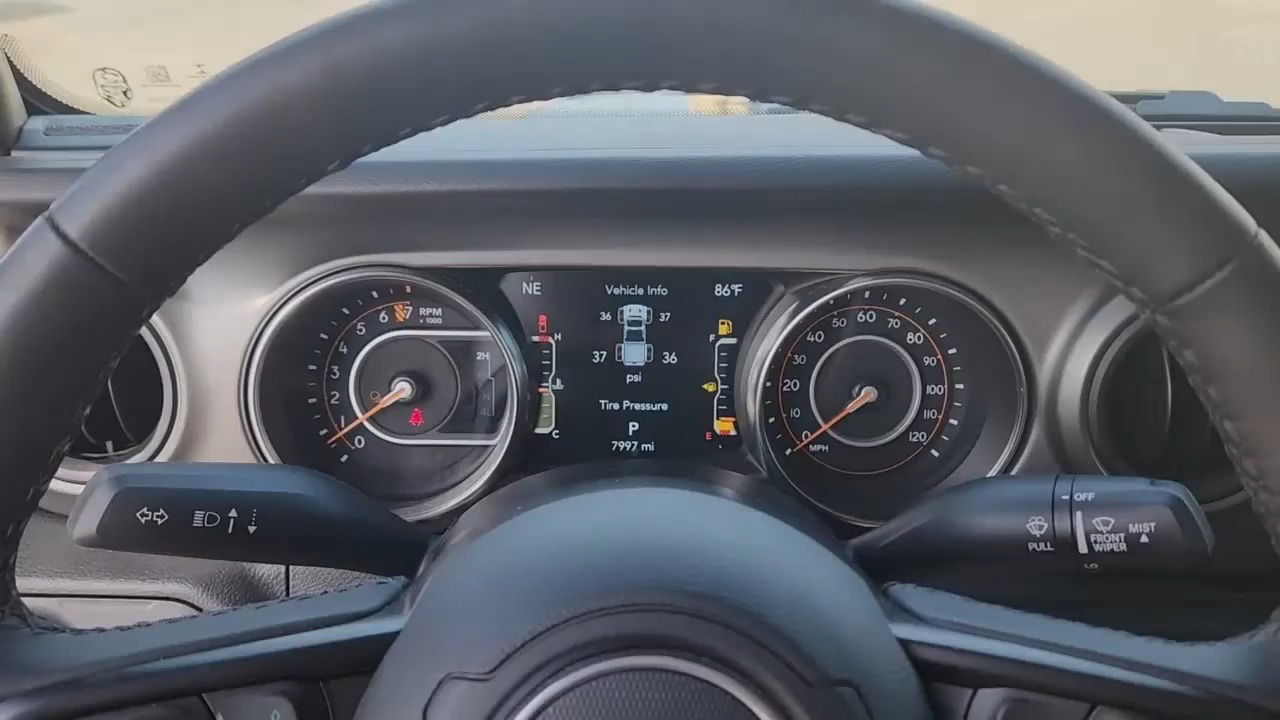 NE
Vehicle Info
86°F
36 37
37 36
psi
Tire Pressure
P
7997 mi
H
C
F
E
RPM
x 1000
0
1
2
3
4
5
6
7
2H
N
4L
0
10
20
30
40
50
60
70
80
90
100
110
120
MPH
PULL
OFF
FRONT
WIPER
MIST
LO